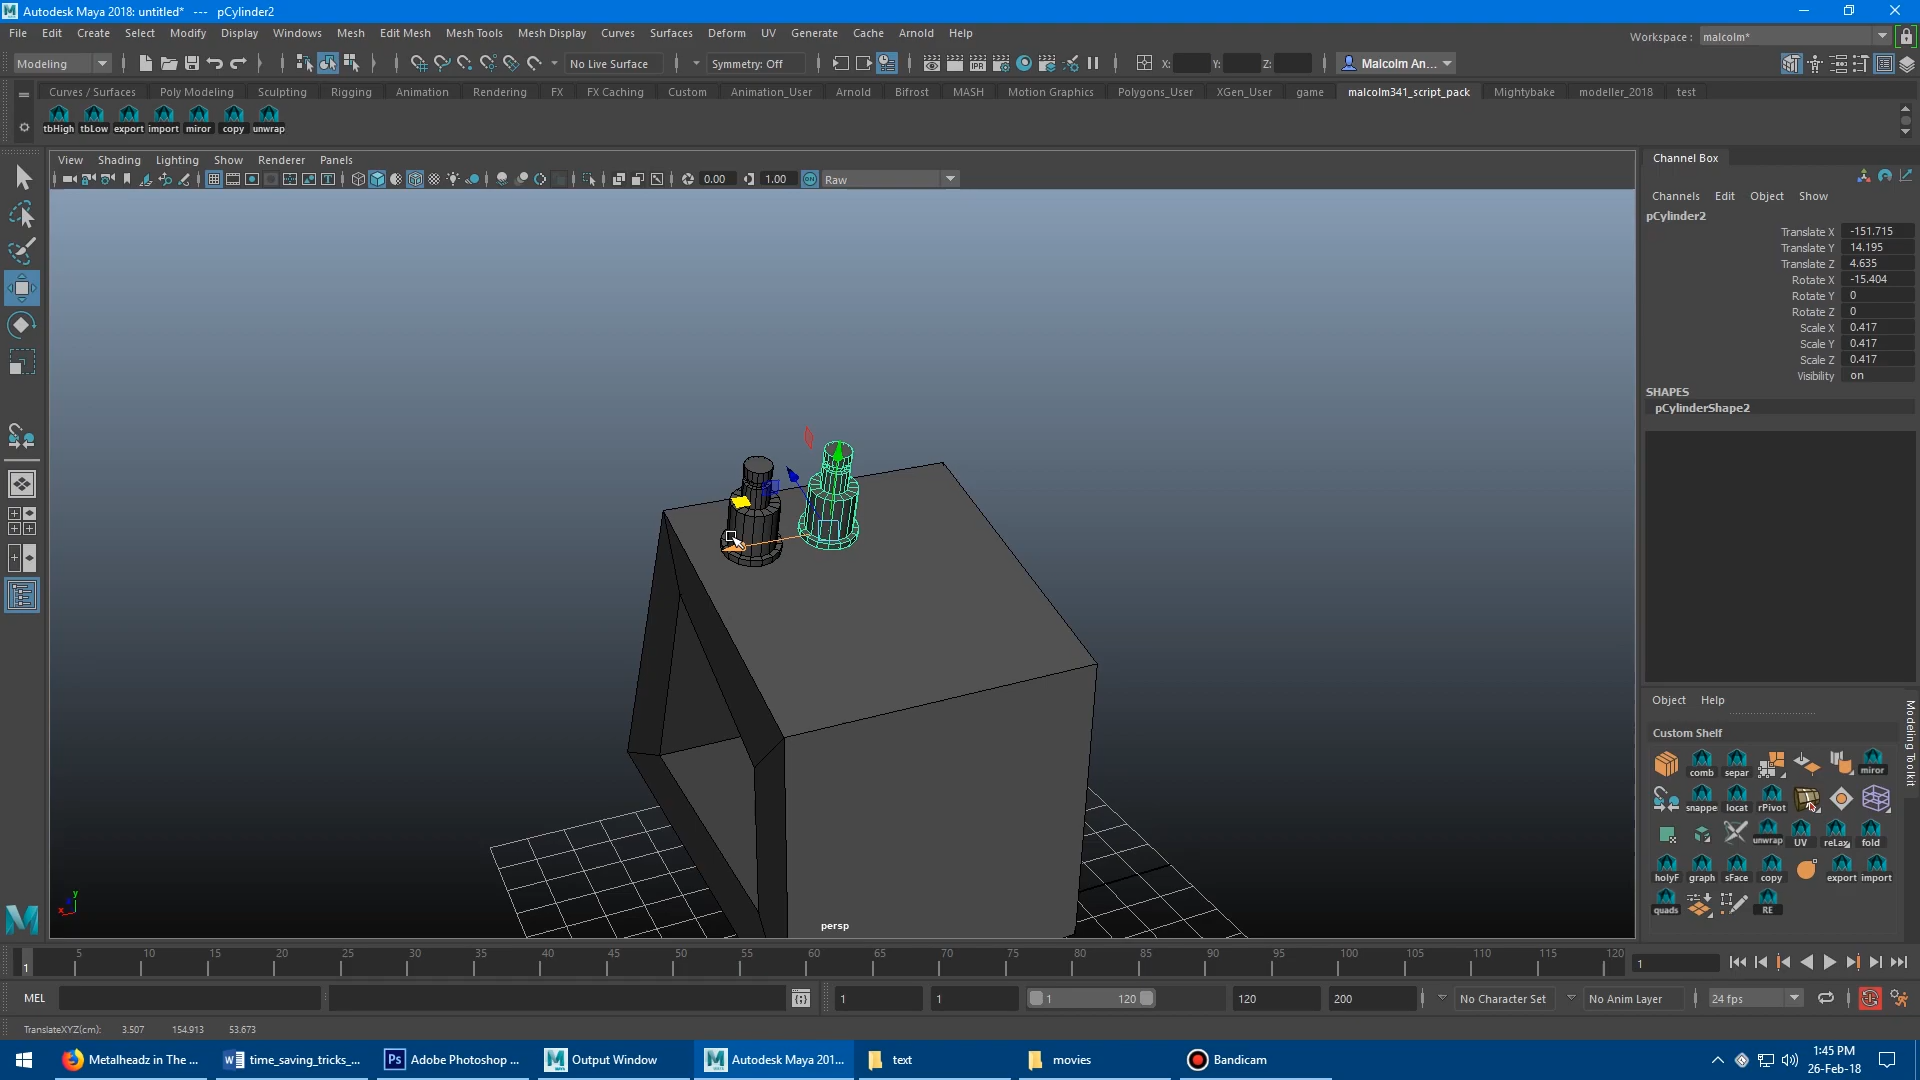 Autodesk Maya 2018: untitled*   ---   pCylinder2
File Edit Create Select Modify Display Windows Mesh Edit Mesh Mesh Tools Mesh Display Curves Surfaces Deform UV Generate Cache Arnold Help
Workspace : malcolm*
Modeling No Live Surface Symmetry: Off X: Y: Z: Malcolm An...
Curves / Surfaces Poly Modeling Sculpting Rigging Animation Rendering FX FX Caching Custom Animation_User Arnold Bifrost MASH Motion Graphics Polygons_User XGen_User game malcolm341_script_pack Mightybake modeller_2018 test
tbHigh tbLow export import miror copy unwrap
View Shading Lighting Show Renderer Panels
0.00 1.00 ON Raw
Channel Box
Channels Edit Object Show
pCylinder2
Translate X -151.715
Translate Y 14.195
Translate Z 4.635
Rotate X -15.404
Rotate Y 0
Rotate Z 0
Scale X 0.417
Scale Y 0.417
Scale Z 0.417
Visibility on
SHAPES
pCylinderShape2
Object Help
Modeling Toolkit
Custom Shelf
comb separ miror
snappe locat rPivot
unwrap UV reLax fold
holyF graph sFace copy export import
quads RE
y
x
persp
1 5 10 15 20 25 30 35 40 45 50 55 60 65 70 75 80 85 90 95 100 105 110 115 120 1
MEL 1 1 1 120 120 200 No Character Set No Anim Layer 24 fps
TranslateXYZ(cm): 3.507 154.913 53.673
Metalheadz in The ... time_saving_tricks_... Ps Adobe Photoshop ... Output Window Autodesk Maya 201... text movies Bandicam
1:45 PM
26-Feb-18